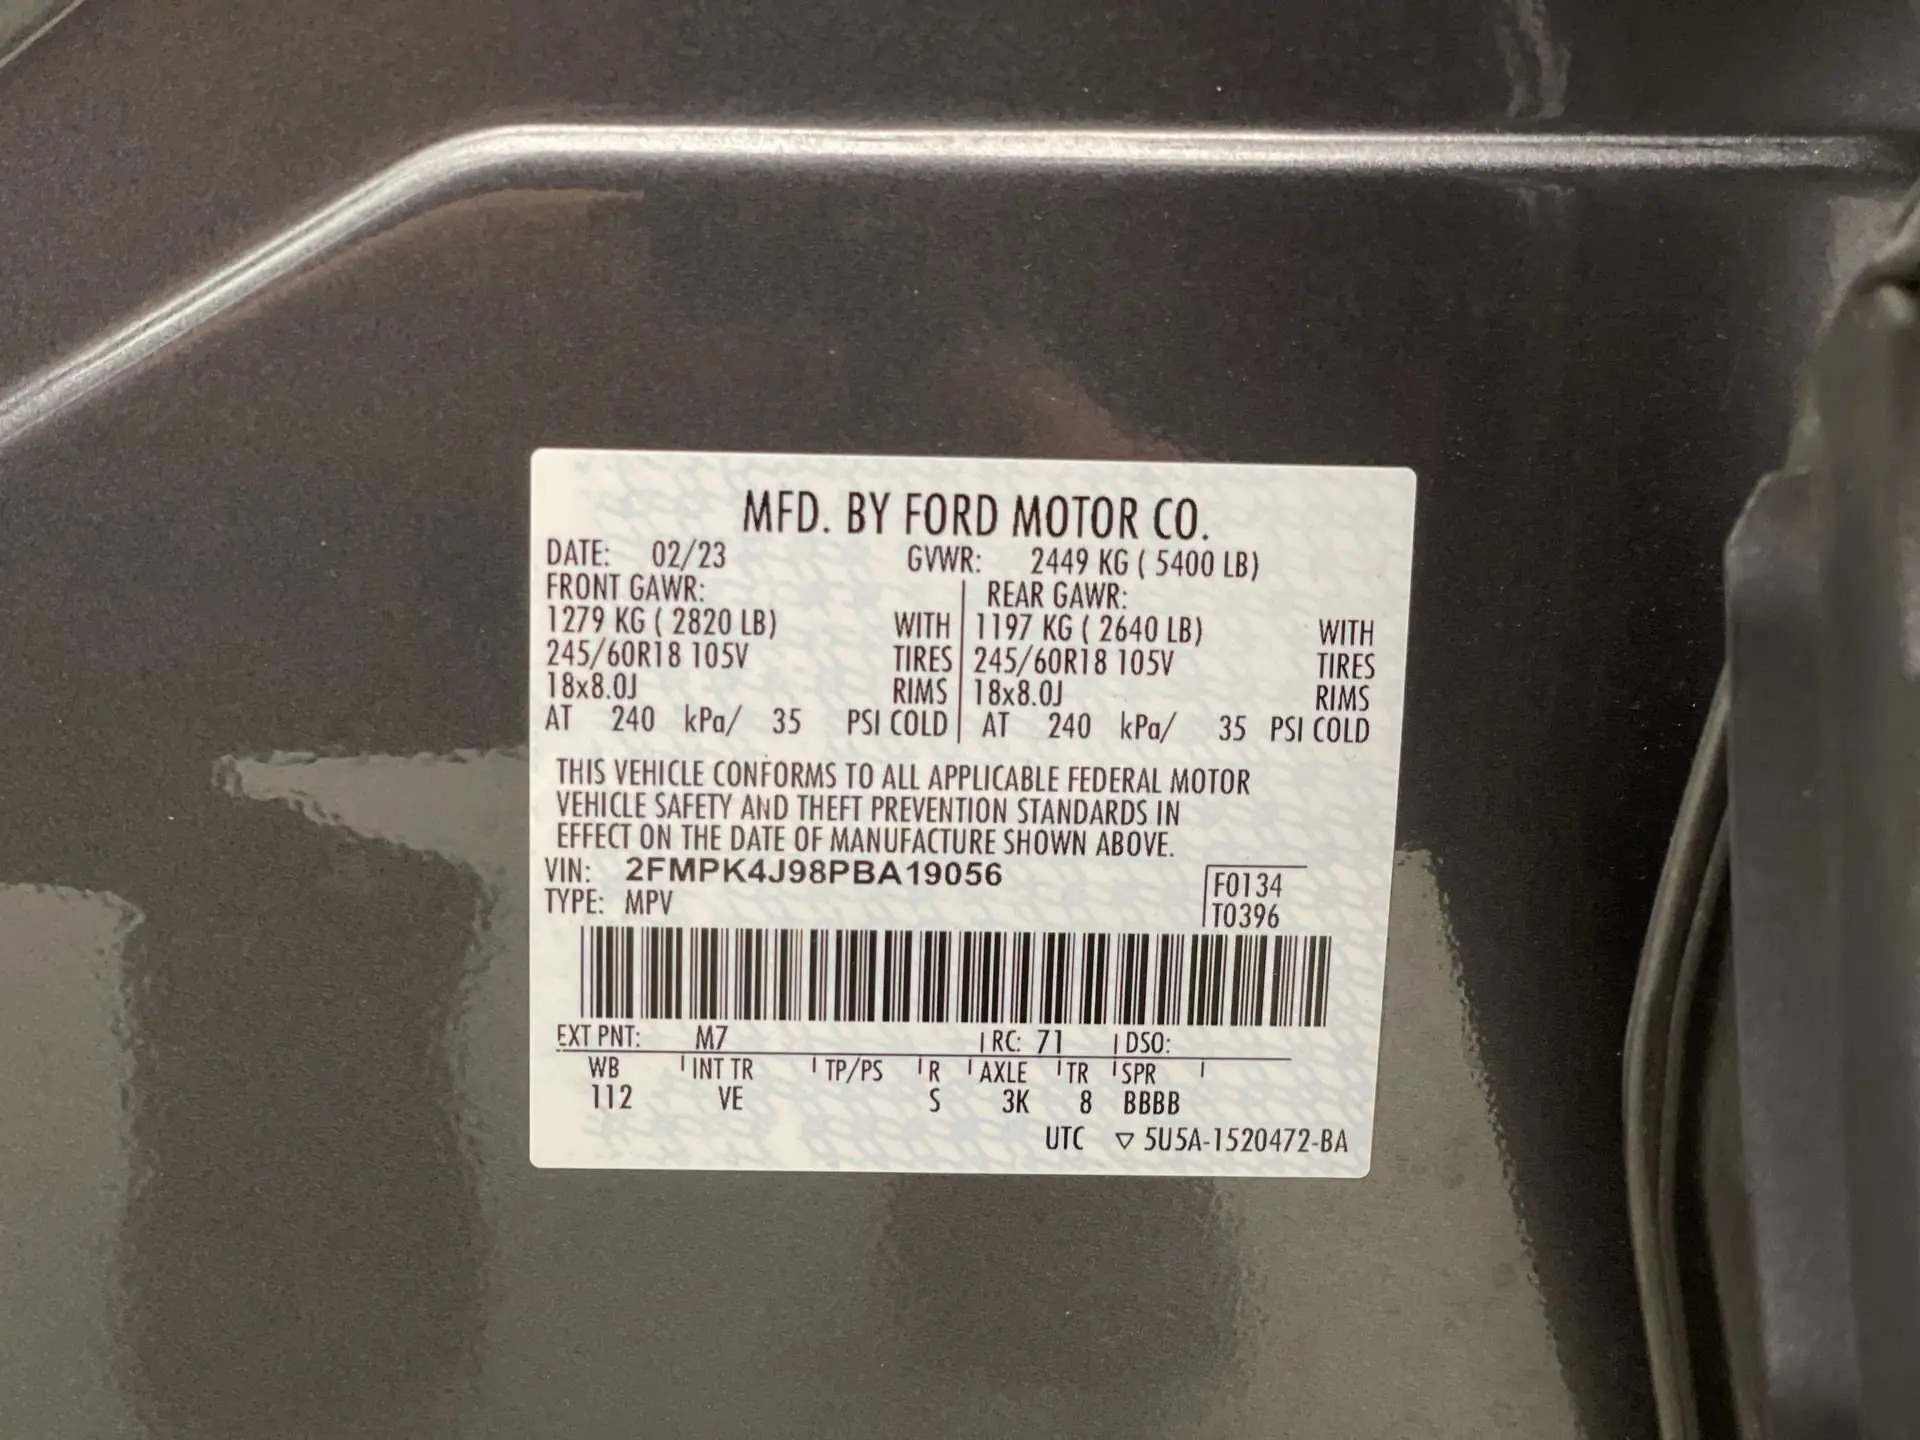 MFD. BY FORD MOTOR CO.
DATE: 02/23 GVWR: 2449 KG ( 5400 LB)
FRONT GAWR: REAR GAWR:
1279 KG ( 2820 LB) WITH 1197 KG ( 2640 LB) WITH
245/60R18 105V TIRES 245/60R18 105V TIRES
18x8.0J RIMS 18x8.0J RIMS
AT 240 kPa/ 35 PSI COLD AT 240 kPa/ 35 PSI COLD
THIS VEHICLE CONFORMS TO ALL APPLICABLE FEDERAL MOTOR
VEHICLE SAFETY AND THEFT PREVENTION STANDARDS IN
EFFECT ON THE DATE OF MANUFACTURE SHOWN ABOVE.
VIN: 2FMPK4J98PBA19056 F0134
TYPE: MPV T0396
EXT PNT: M7 RC: 71 DSO:
WB INT TR TP/PS R AXLE TR SPR
112 VE S 3K 8 BBBB
UTC ▽ 5U5A-1520472-BA